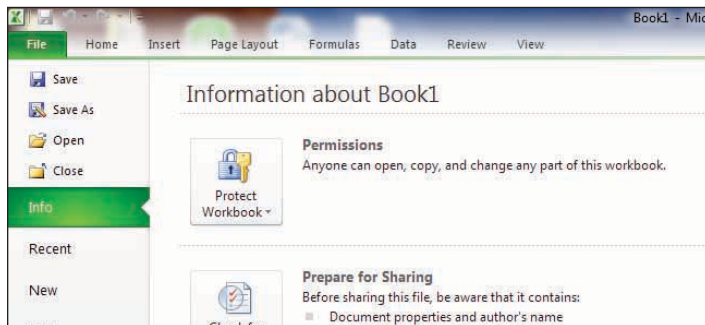 Book1 - Mic
File Home Insert Page Layout Formulas Data Review View
Save
Save As
Open
Close
Info
Recent
New
Information about Book1
Protect
Workbook
Permissions
Anyone can open, copy, and change any part of this workbook.
Prepare for Sharing
Before sharing this file, be aware that it contains:
Document properties and author's name